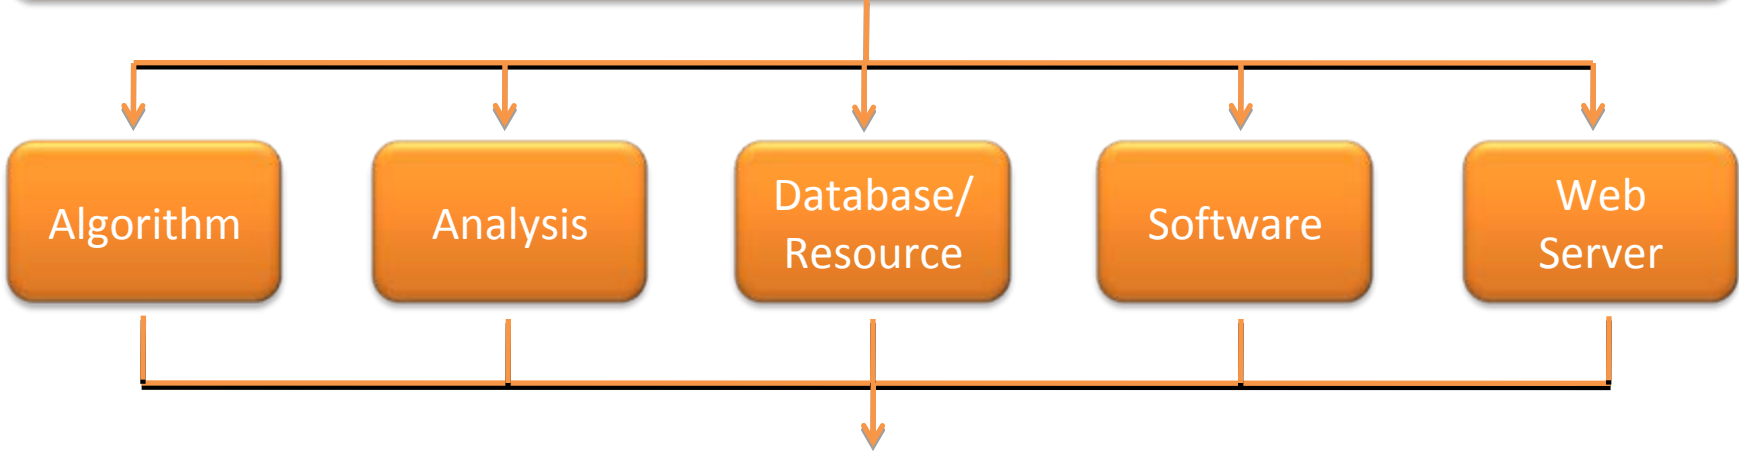 Algorithm
Analysis
Database/
Resource
Software
Web
Server